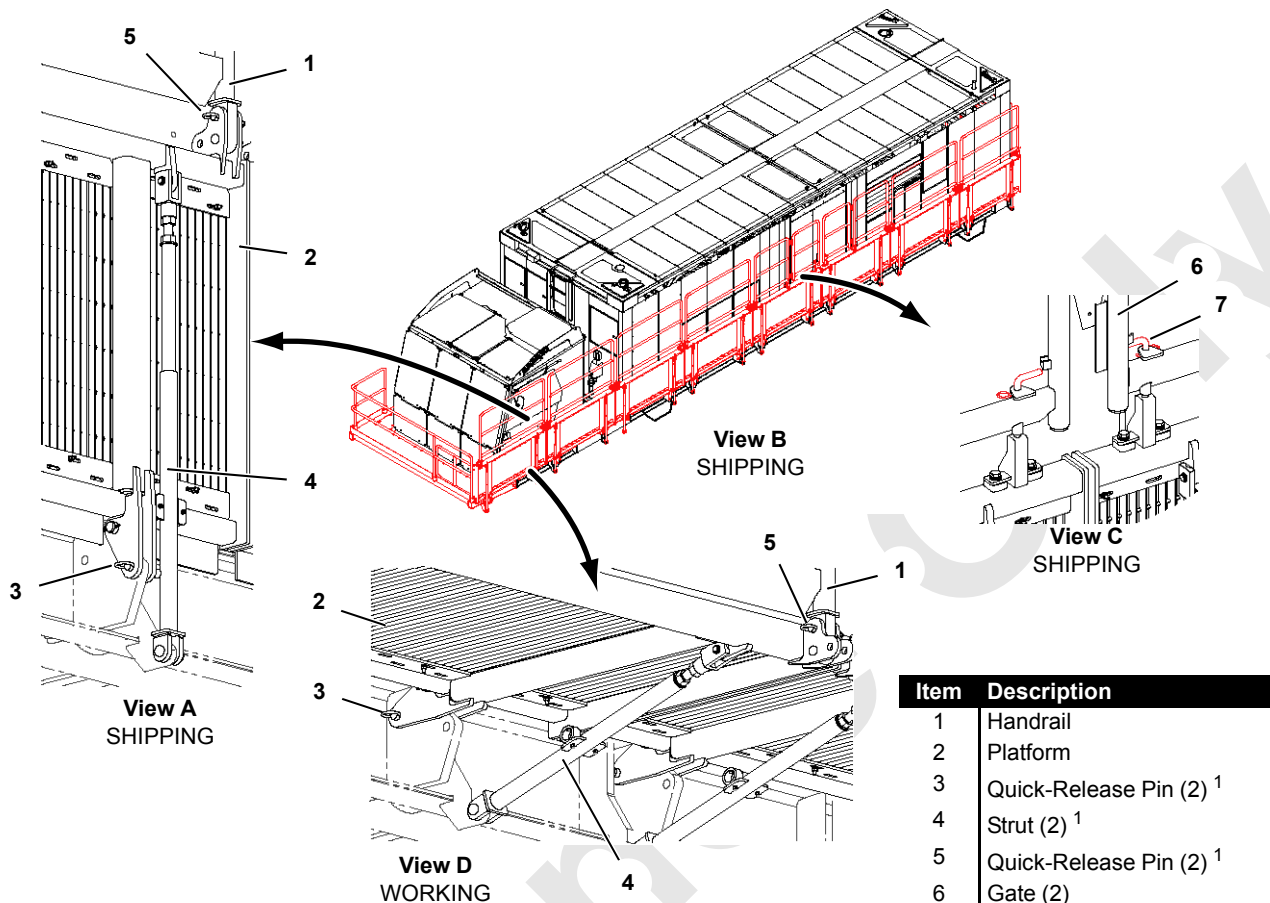 5
1
2
4
3
View A
SHIPPING
View B
SHIPPING
6
7
View C
SHIPPING
5
1
2
3
4
View D
WORKING
Item Description
1 Handrail
2 Platform
3 Quick-Release Pin (2) 1
4 Strut (2) 1
5 Quick-Release Pin (2) 1
6 Gate (2)